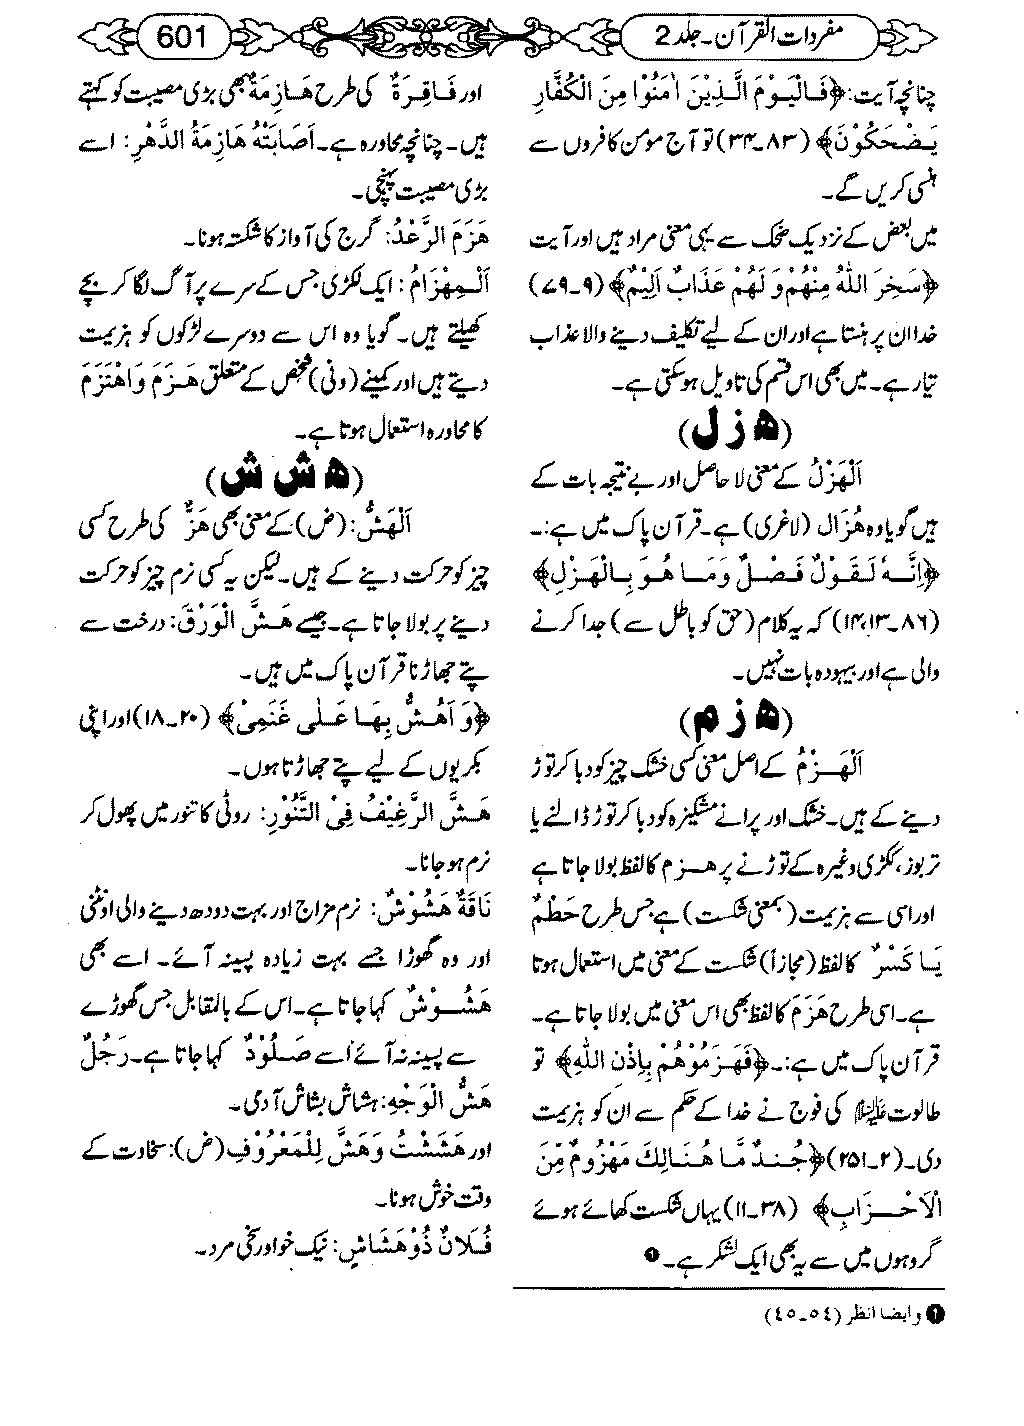 مفردات القرآن۔جلد 2
601
چنانچہ آیت:﴿فَالْیَوْمَ الَّذِیْنَ اٰمَنُوْا مِنَ الْکُفَّارِ
یَضْحَکُوْنَ﴾ (۸۳۔۳۴) تو آج مومن کافروں سے
ہنسی کریں گے۔
میں بعض کے نزدیک ضحک سے یہی معنی مراد ہیں اور آیت
﴿سَخِرَ اللّٰهُ مِنْهُمْ وَلَهُمْ عَذَابٌ اَلِیْمٌ﴾ (۹۔۷۹)
خدا ان پر ہنستا ہے اور ان کے لیے تکلیف دینے والا عذاب
تیار ہے۔ میں بھی اس قسم کی تاویل ہوسکتی ہے۔
(ھ ز ل)
اَلْهَزْلُ کے معنی لا حاصل اور بے نتیجہ بات کے
ہیں گویا وہ هُزَال (لاغری) ہے۔ قرآن پاک میں ہے:۔
﴿اِنَّهٗ لَقَوْلٌ فَصْلٌ وَمَا هُوَ بِالْهَزْلِ﴾
(۸۶۔۱۴،۱۳) کہ یہ کلام (حق کو باطل سے) جدا کرنے
والی ہے اور بیہودہ بات نہیں۔
(ھ ز م)
اَلْهَزْمُ کے اصل معنی کسی خشک چیز کو دبا کر توڑ
دینے کے ہیں۔ خشک اور پرانے مشکیزہ کو دبا کر توڑ ڈالنے یا
تربوز، ککڑی وغیرہ کے توڑنے پر هزم کا لفظ بولا جاتا ہے
اور اسی سے ہزیمت (بمعنی شکست) ہے جس طرح حَطْمٌ
یَا کَسْرٌ کا لفظ (مجازاً) شکست کے معنی میں استعمال ہوتا
ہے۔ اسی طرح هَزَمَ کا لفظ بھی اس معنی میں بولا جاتا ہے۔
قرآن پاک میں ہے:۔﴿فَهَزَمُوْهُمْ بِاِذْنِ اللّٰهِ﴾ تو
طالوت علیہ السلام کی فوج نے خدا کے حکم سے ان کو ہزیمت
دی۔ (۲۔۲۵۱) ﴿جُنْدٌ مَّا هُنَالِكَ مَهْزُوْمٌ مِّنَ
الْاَحْزَابِ﴾ (۳۸۔۱۱) یہاں شکست کھائے ہوئے
گروہوں میں سے یہ بھی ایک لشکر ہے۔❶
❶ وایضا انظر (٥٤۔٤٥)
اور فَاقِرَةٌ کی طرح هَازِمَةٌ بھی بڑی مصیبت کو کہتے
ہیں۔ چنانچہ محاورہ ہے۔ اَصَابَتْهُ هَازِمَةُ الدَّهْرِ: اسے
بڑی مصیبت پہنچی۔
هَزَمَ الرَّعْدُ: گرج کی آواز کا شکستہ ہونا۔
اَلْمِهْزَامُ: ایک لکڑی جس کے سرے پر آگ لگا کر بچے
کھیلتے ہیں۔ گویا وہ اس سے دوسرے لڑکوں کو ہزیمت
دیتے ہیں اور کمینے (دنی) شخص کے متعلق هَزَمَ وَاهْتَزَمَ
کا محاورہ استعمال ہوتا ہے۔
(ھ ش ش)
اَلْهَشُّ: (ض) کے معنی بھی هَزٌّ کی طرح کسی
چیز کو حرکت دینے کے ہیں۔ لیکن یہ کسی نرم چیز کو حرکت
دینے پر بولا جاتا ہے۔ جیسے هَشَّ الْوَرَقَ: درخت سے
پتے جھاڑنا قرآن پاک میں ہیں۔
﴿وَ اَهُشُّ بِهَا عَلٰی غَنَمِیْ﴾ (۲۰۔۱۸) اور اپنی
بکریوں کے لیے پتے جھاڑتا ہوں۔
هَشَّ الرَّغِیْفُ فِیْ التَّنُّوْرِ: روٹی کا تنور میں پھول کر
نرم ہو جانا۔
نَاقَةٌ هَشُوْشٌ: نرم مزاج اور بہت دودھ دینے والی اونٹنی
اور وہ گھوڑا جسے بہت زیادہ پسینہ آئے۔ اسے بھی
هَشُوْشٌ کہا جاتا ہے۔ اس کے بالمقابل جس گھوڑے
سے پسینہ نہ آئے اُسے صَلُوْدٌ کہا جاتا ہے۔ رَجُلٌ
هَشُّ الْوَجْهِ: ہشاش بشاش آدمی۔
اور هَشَشْتُ وَهَشَّ لِلْمَعْرُوْفِ (ض): سخاوت کے
وقت خوش ہونا۔
فُلَانٌ ذُوْ هَشَاشٍ: نیک خو اور سخی مرد۔